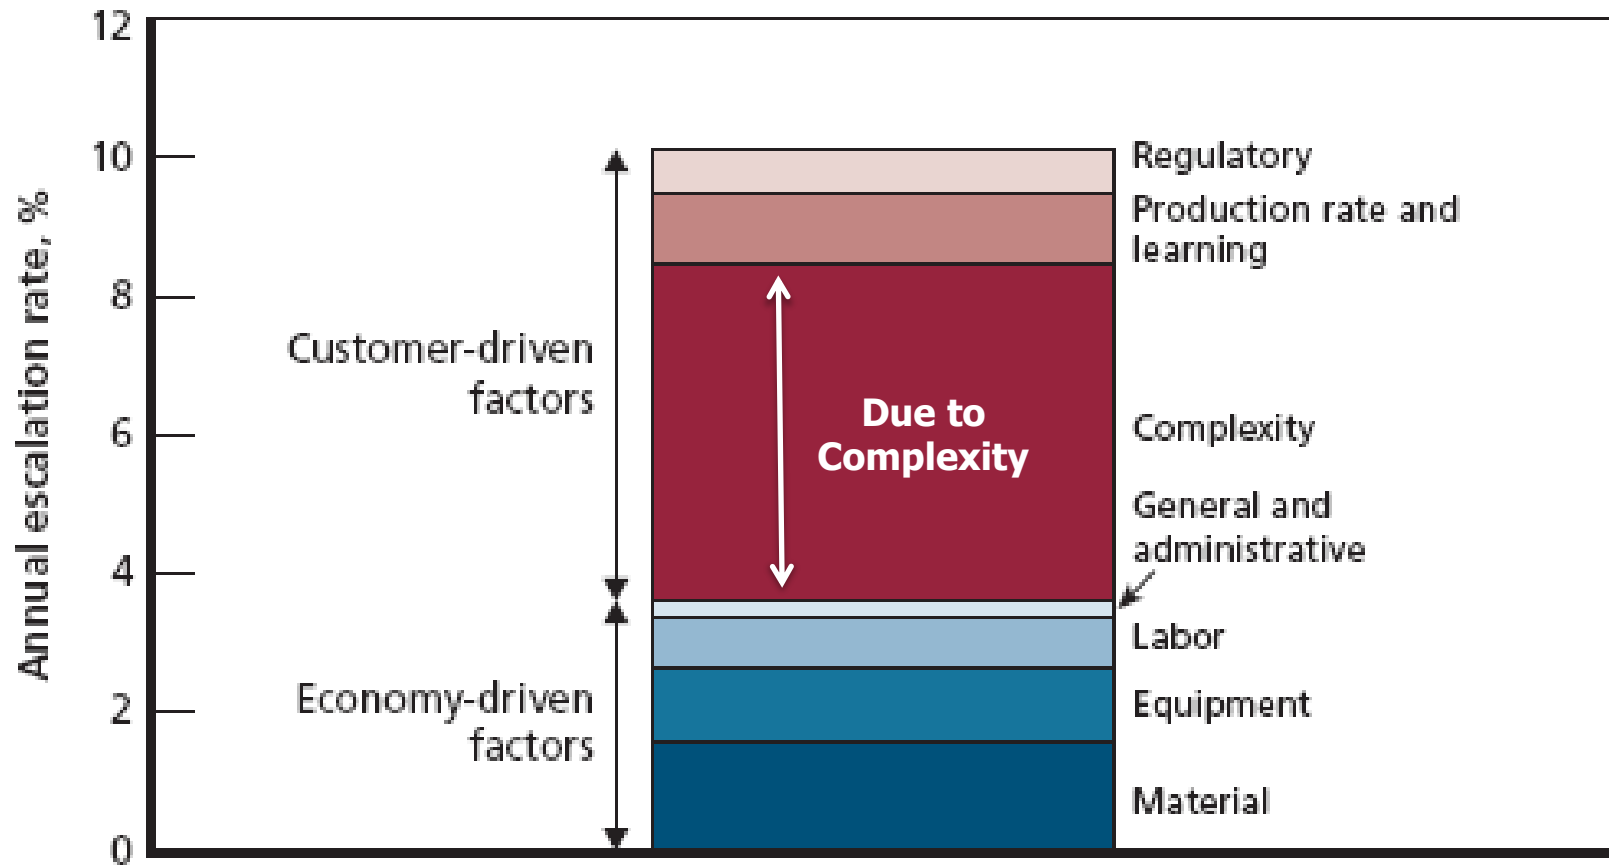 Annual escalation rate, %
12
10
8
6
4
2
0
Customer-driven
factors
Economy-driven
factors
Due to
Complexity
Regulatory
Production rate and
learning
Complexity
General and
administrative
Labor
Equipment
Material